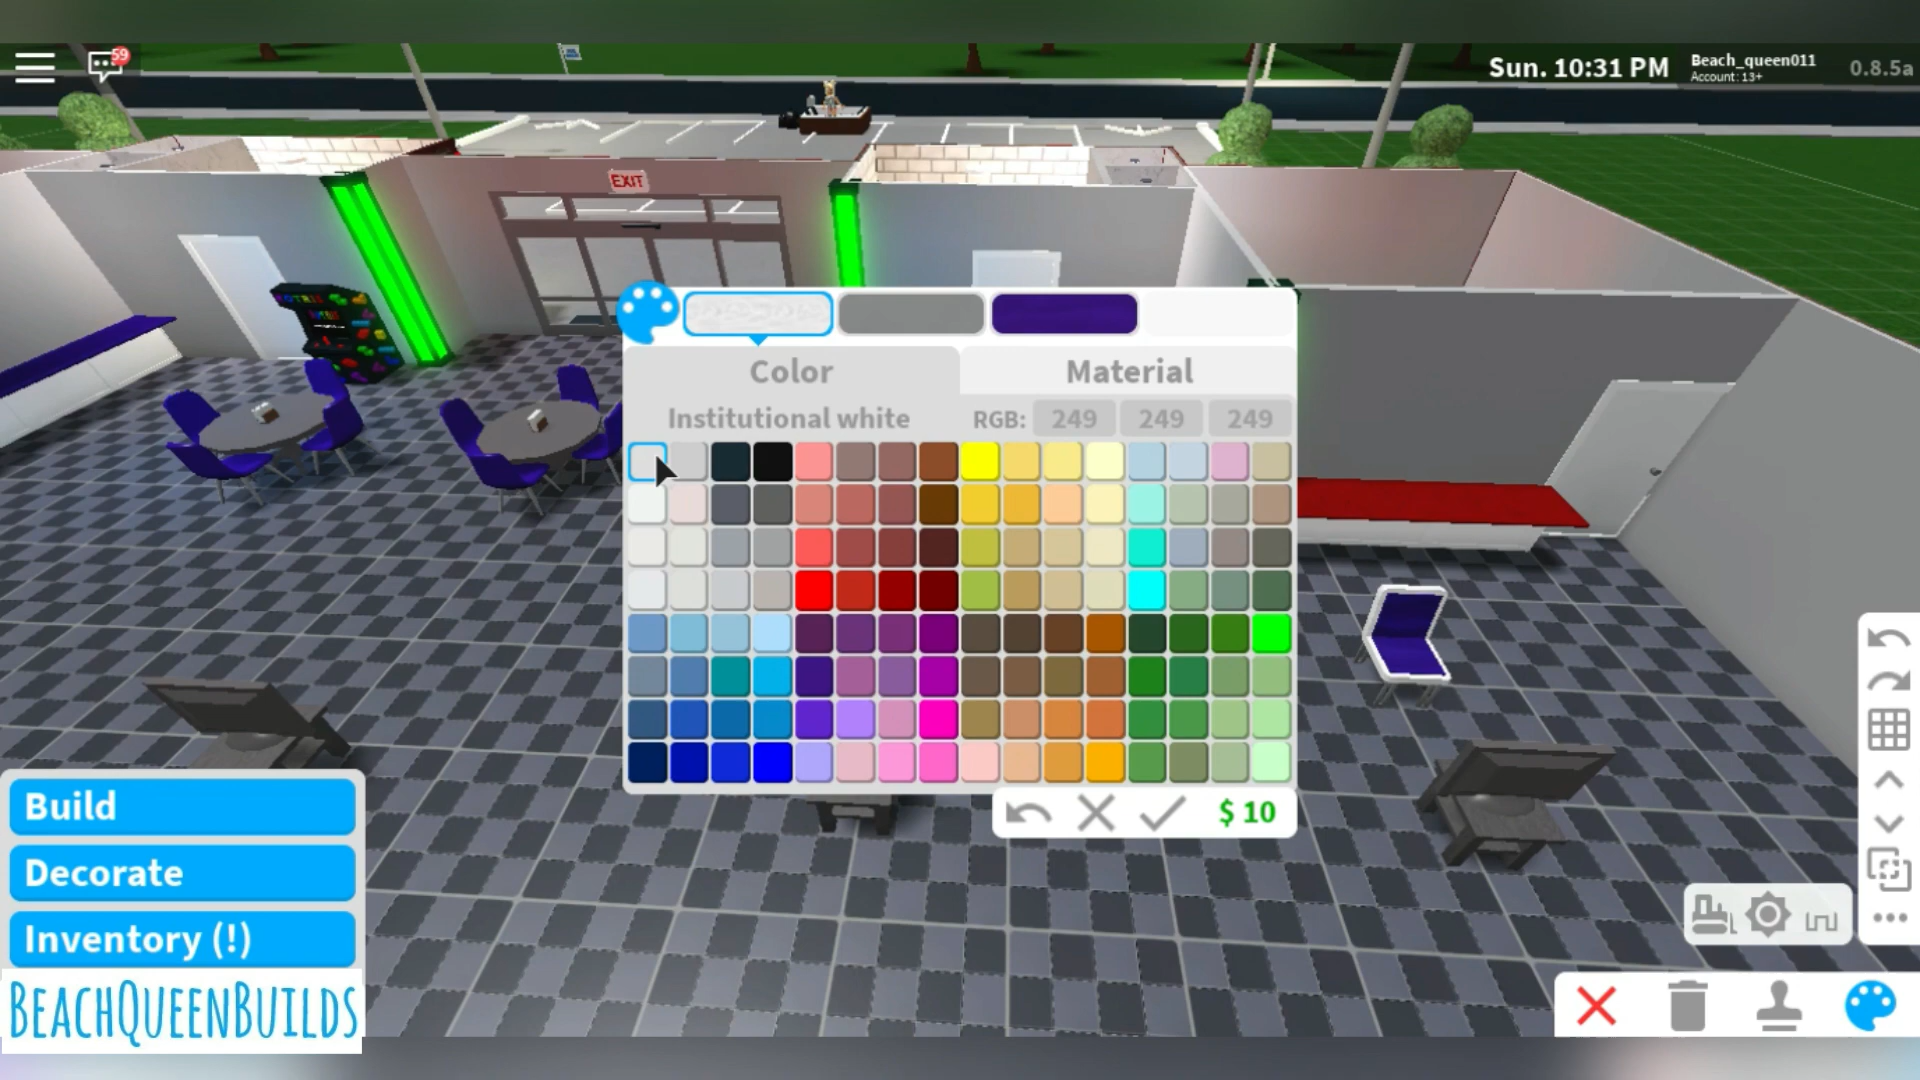 59
Sun. 10:31 PM
Beach_queen011
Account: 13+
0.8.5a
EXIT
Color
Material
Institutional white
RGB: 249 249 249
$ 10
Build
Decorate
Inventory (!)
BEACHQUEENBUILDS